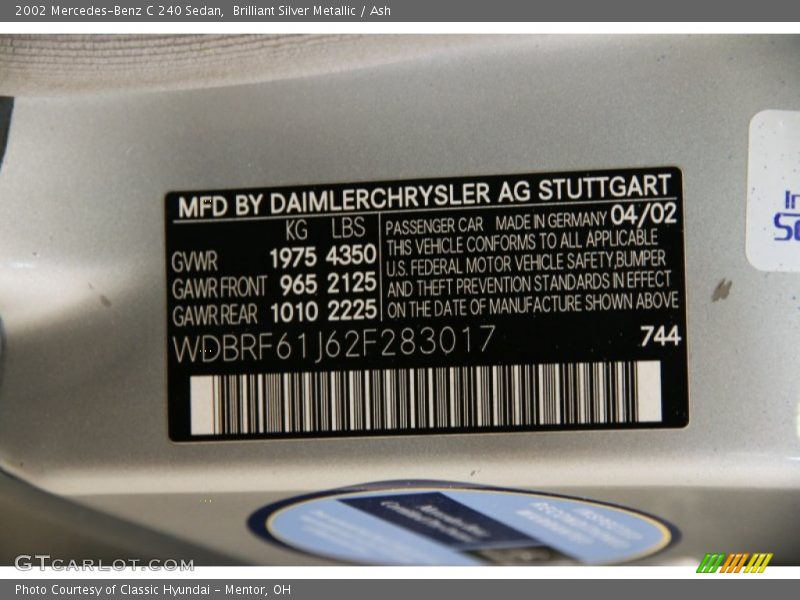 2002 Mercedes-Benz C 240 Sedan, Brilliant Silver Metallic / Ash
MFD BY DAIMLERCHRYSLER AG STUTTGART
KG LBS
GVWR 1975 4350
GAWR FRONT 965 2125
GAWR REAR 1010 2225
PASSENGER CAR MADE IN GERMANY 04/02
THIS VEHICLE CONFORMS TO ALL APPLICABLE
U.S. FEDERAL MOTOR VEHICLE SAFETY,BUMPER
AND THEFT PREVENTION STANDARDS IN EFFECT
ON THE DATE OF MANUFACTURE SHOWN ABOVE
WDBRF61J62F283017 744
GTCARLOT.COM
Photo Courtesy of Classic Hyundai - Mentor, OH